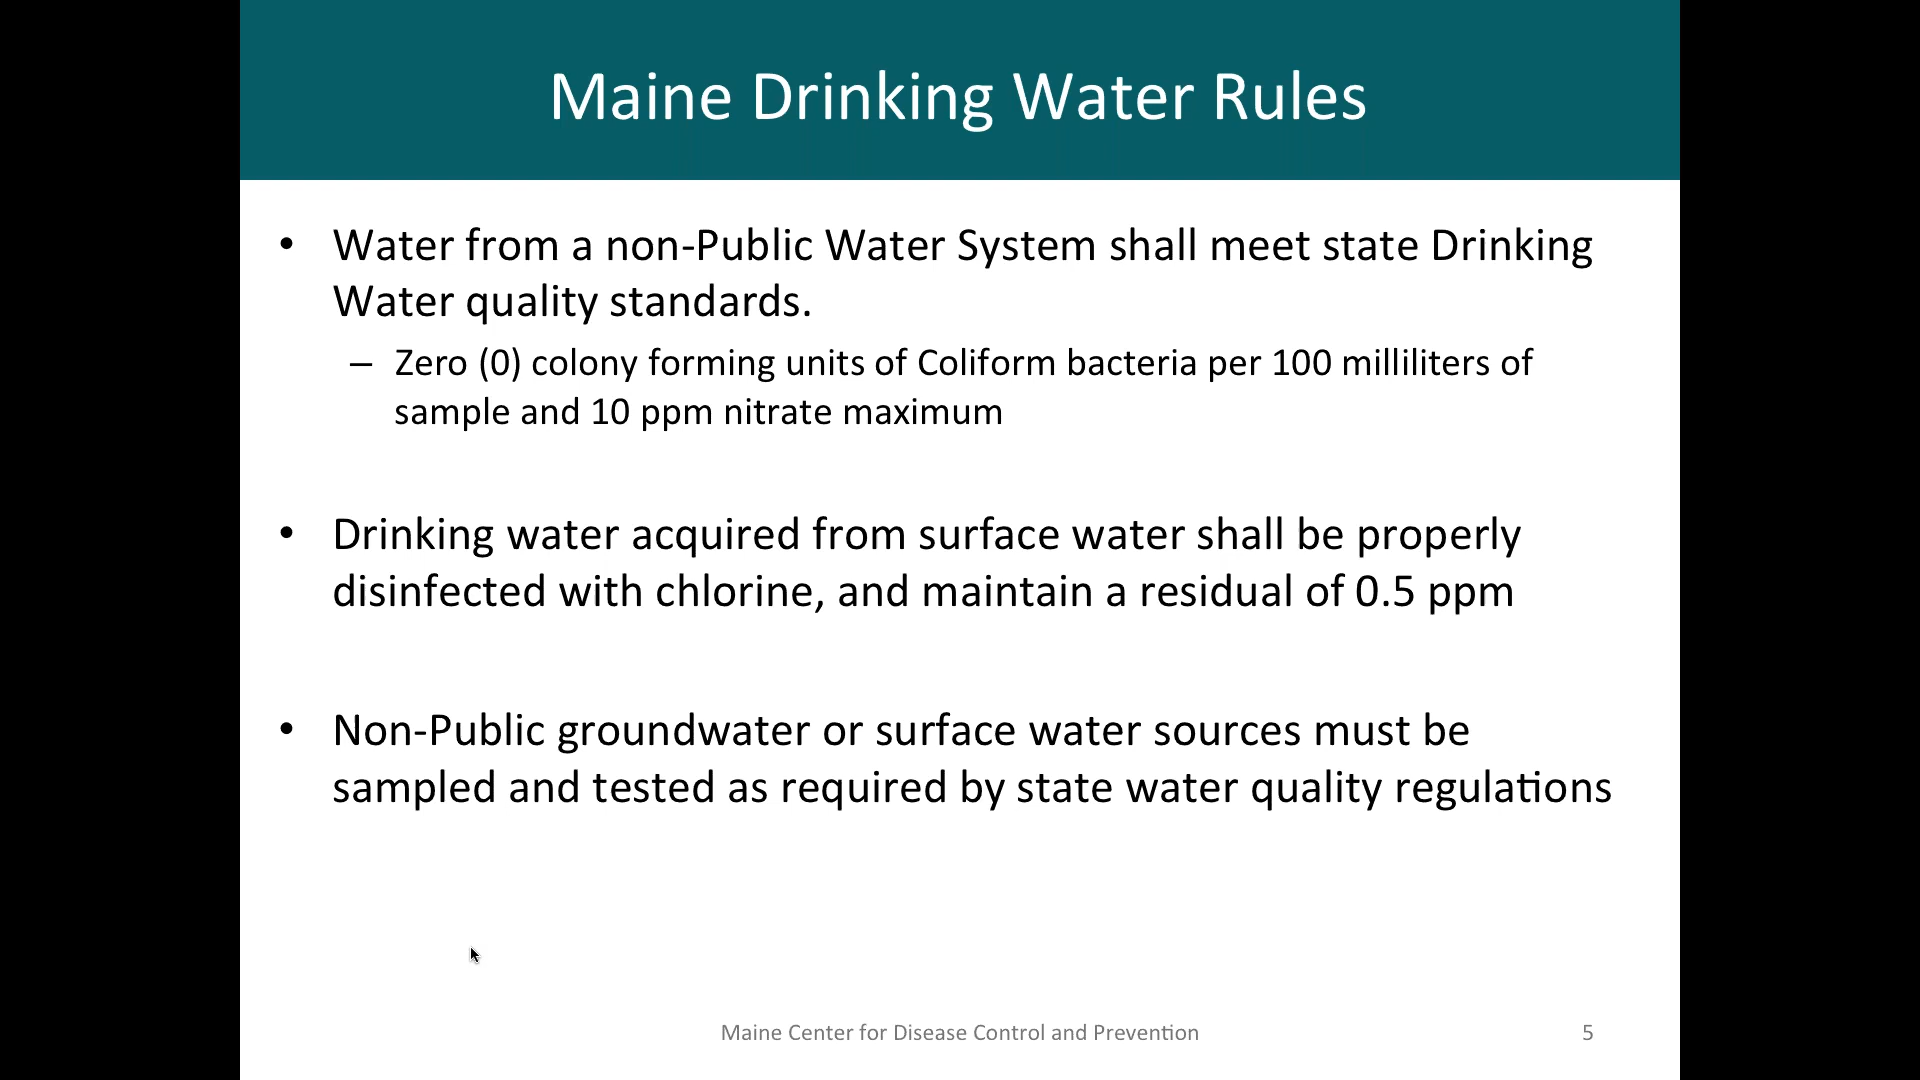 Maine Drinking Water Rules
• Water from a non-Public Water System shall meet state Drinking
Water quality standards.
– Zero (0) colony forming units of Coliform bacteria per 100 milliliters of
sample and 10 ppm nitrate maximum
• Drinking water acquired from surface water shall be properly
disinfected with chlorine, and maintain a residual of 0.5 ppm
• Non-Public groundwater or surface water sources must be
sampled and tested as required by state water quality regulations
Maine Center for Disease Control and Prevention
5